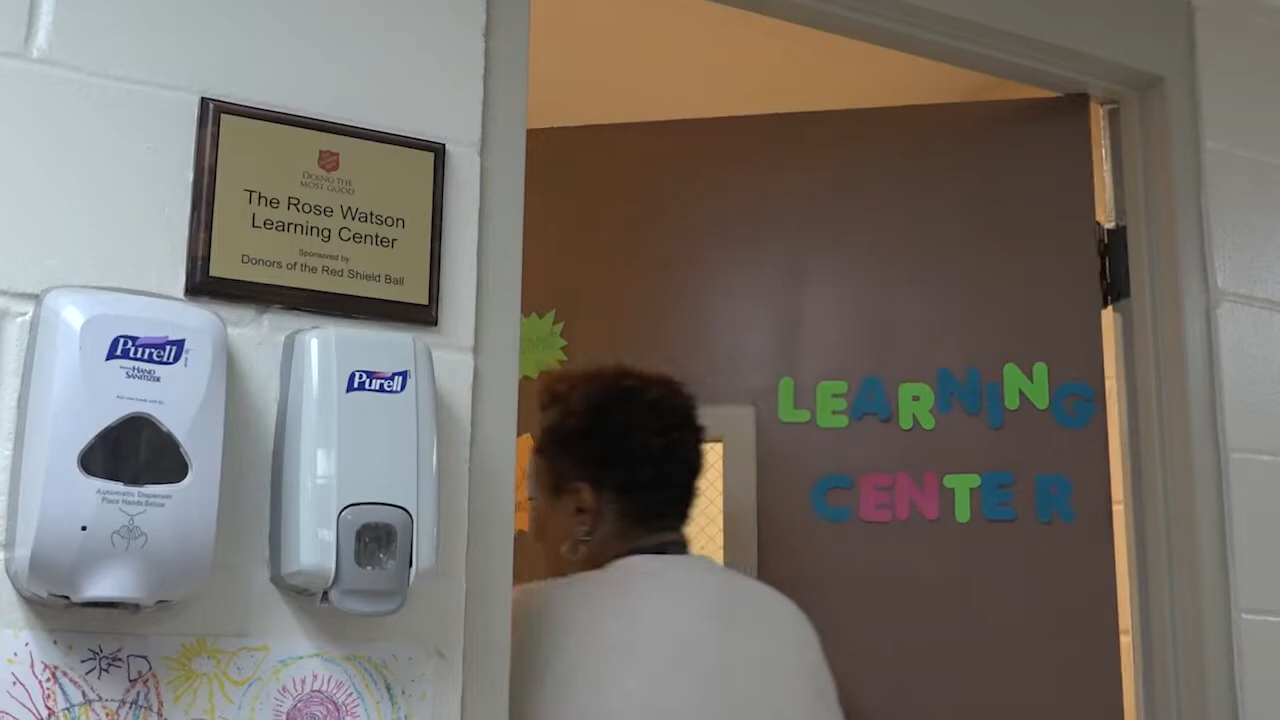 DOING THE
MOST GOOD
The Rose Watson
Learning Center
Sponsored by
Donors of the Red Shield Ball
PURELL
HAND
SANITIZER
Automatic Dispenser
Place Hands Below
PURELL
LEARNING
CENTER